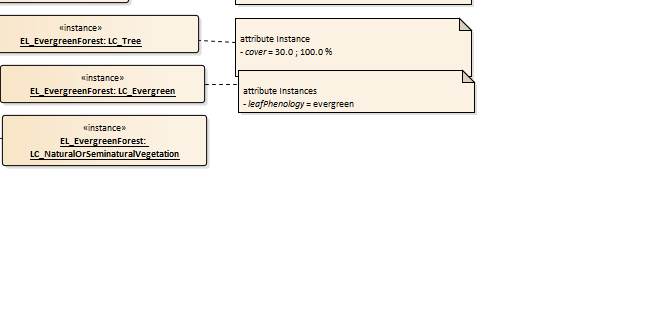 «instance»
EL_EvergreenForest: LC_Tree
attribute Instance
- cover = 30.0 ; 100.0 %
«instance»
EL_EvergreenForest: LC_Evergreen
attribute Instances
- leafPhenology = evergreen
«instance»
EL_EvergreenForest:
LC_NaturalOrSeminaturalVegetation